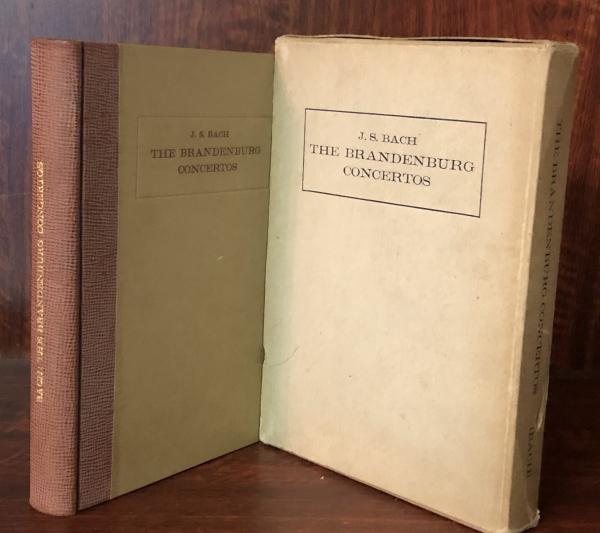 BACH: THE BRANDENBURG CONCERTOS
J. S. BACH
THE BRANDENBURG
CONCERTOS
J. S. BACH
THE BRANDENBURG
CONCERTOS
THE BRANDENBURG CONCERTOS BACH